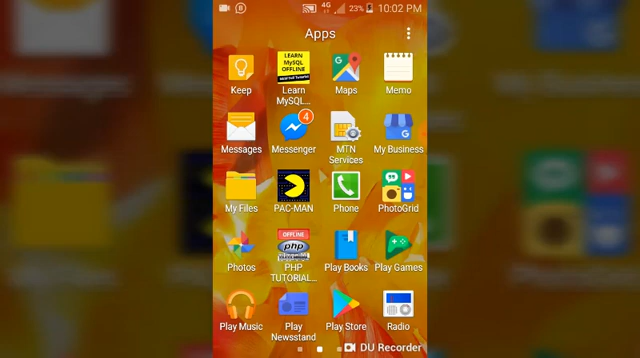 4G 23% 10:02 PM
Apps
LEARN
MySQL
OFFLINE
Keep Learn MySQL... Maps Memo
4
Messages Messenger MTN Services My Business
My Files PAC-MAN Phone PhotoGrid
OFFLINE
php
Photos PHP TUTORIAL... Play Books Play Games
Play Music Play Newsstand Play Store Radio
DU Recorder